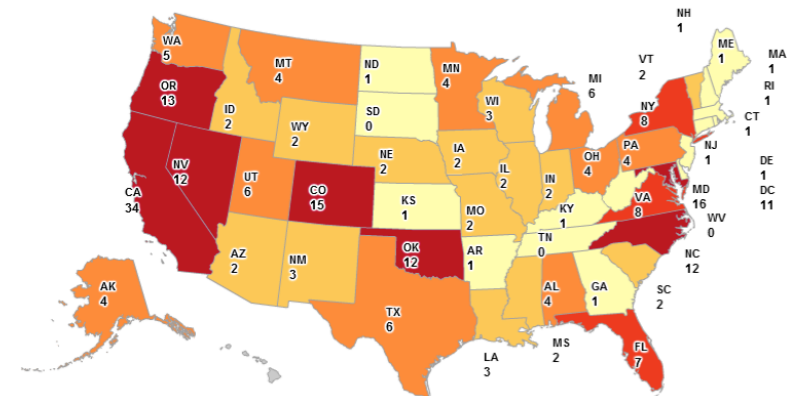 NH
1
WA
5
ME
1
MA
1
VT
2
MT
4
ND
1
MN
4
MI
6
RI
1
OR
13
WI
3
NY
8
CT
1
ID
2
SD
0
WY
2
PA
4
NJ
1
NE
2
IA
2
OH
4
DE
1
NV
12
UT
6
CO
15
IL
2
IN
2
MD
16
DC
11
CA
34
KS
1
MO
2
KY
1
VA
8
WV
0
TN
0
NC
12
AZ
2
NM
3
OK
12
AR
1
AK
4
AL
4
GA
1
SC
2
TX
6
MS
2
FL
7
LA
3